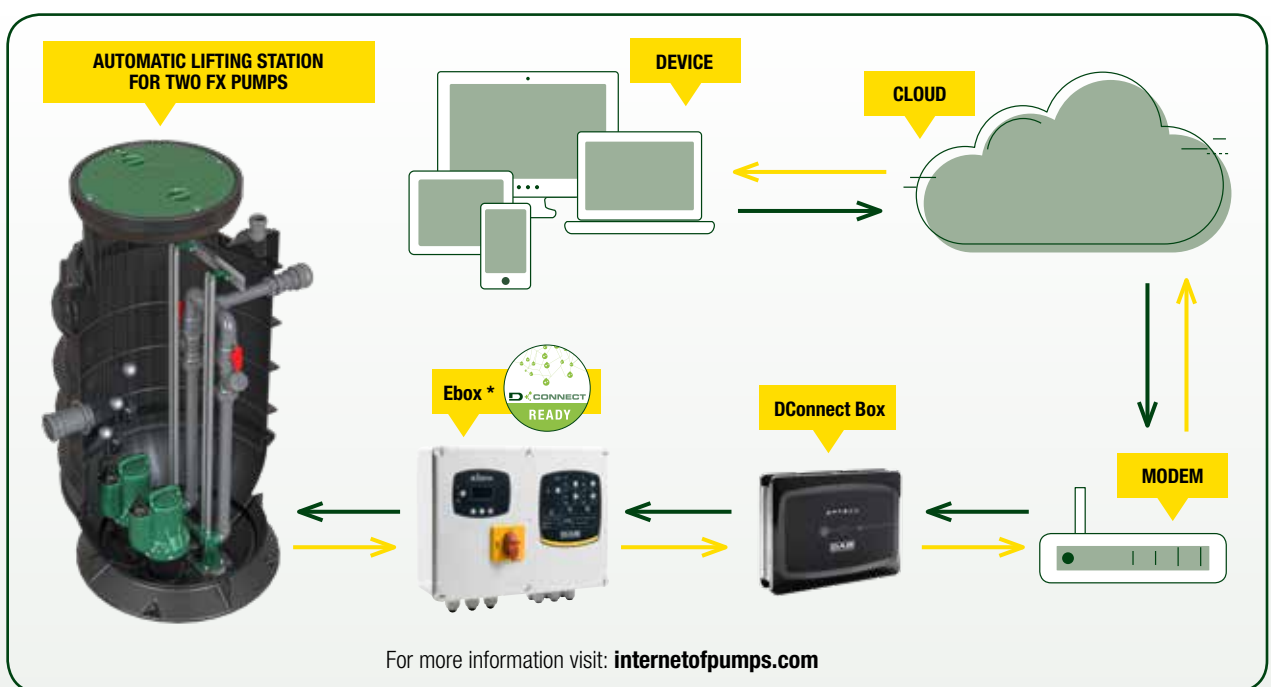 AUTOMATIC LIFTING STATION
FOR TWO FX PUMPS
DEVICE
CLOUD
Ebox *
D CONNECT
READY
DConnect Box
MODEM
DAB
For more information visit: internetofpumps.com